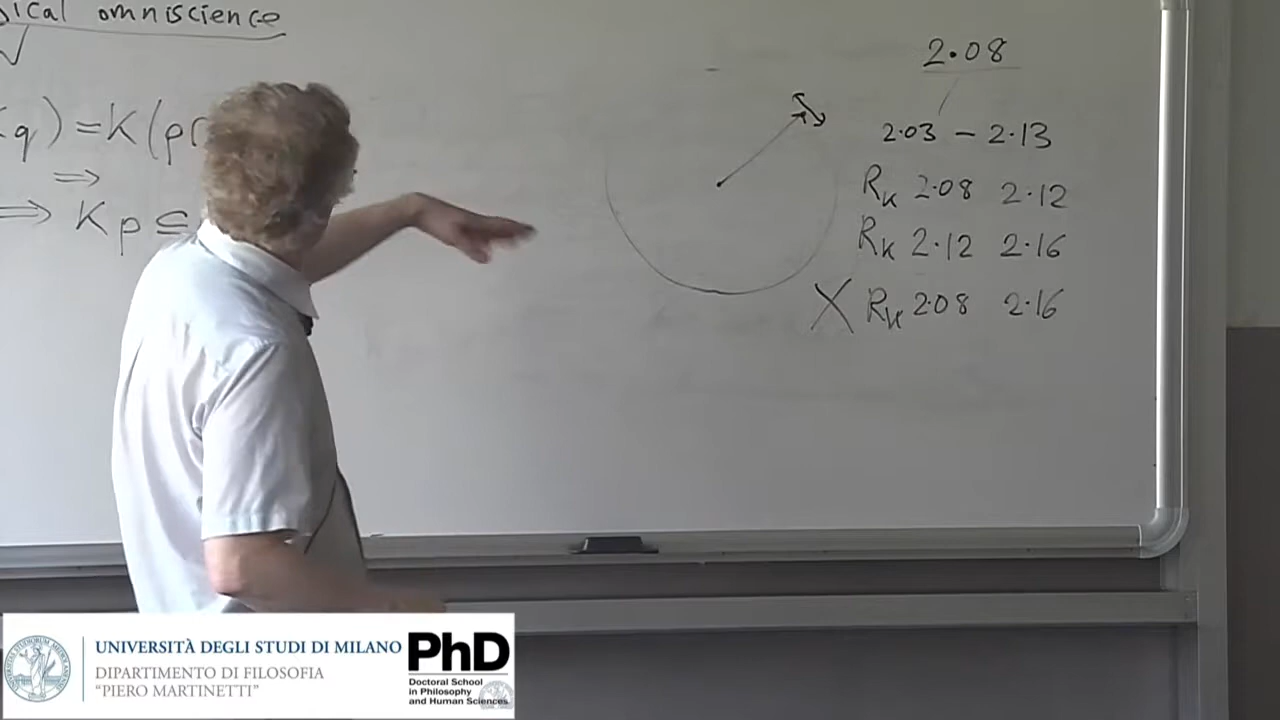 omniscience
q) = K(p
⇒
⇒ Kp ⊆
2.08
2.03 – 2.13
RK 2.08 2.12
RK 2.12 2.16
X RK 2.08 2.16
UNIVERSITÀ DEGLI STUDI DI MILANO
DIPARTIMENTO DI FILOSOFIA
"PIERO MARTINETTI"
PhD
Doctoral School
in Philosophy
and Human Sciences